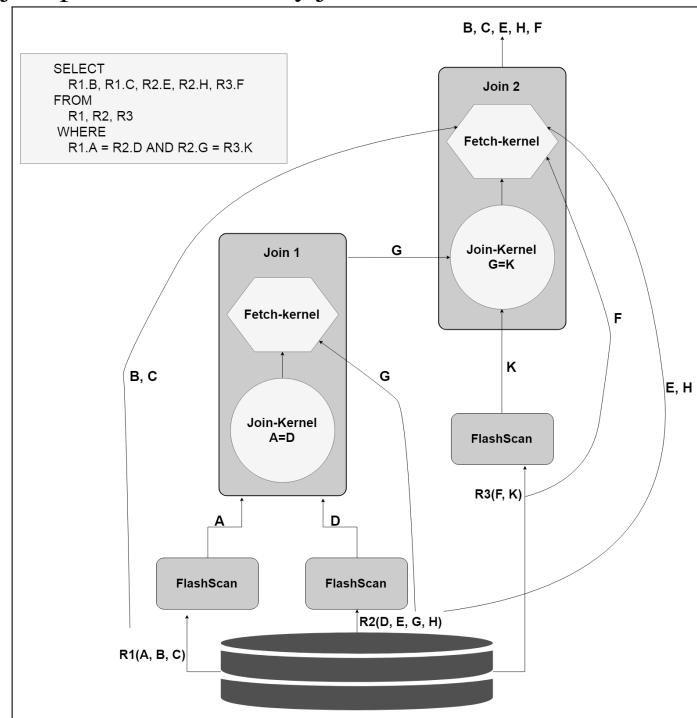 B, C, E, H, F
SELECT
R1.B, R1.C, R2.E, R2.H, R3.F
FROM
R1, R2, R3
WHERE
R1.A = R2.D AND R2.G = R3.K
Join 2
Fetch-kernel
Join-Kernel
G=K
Join 1
G
Fetch-kernel
F
B, C
G
K
E, H
Join-Kernel
A=D
FlashScan
R3(F, K)
A
D
FlashScan
FlashScan
R2(D, E, G, H)
R1(A, B, C)